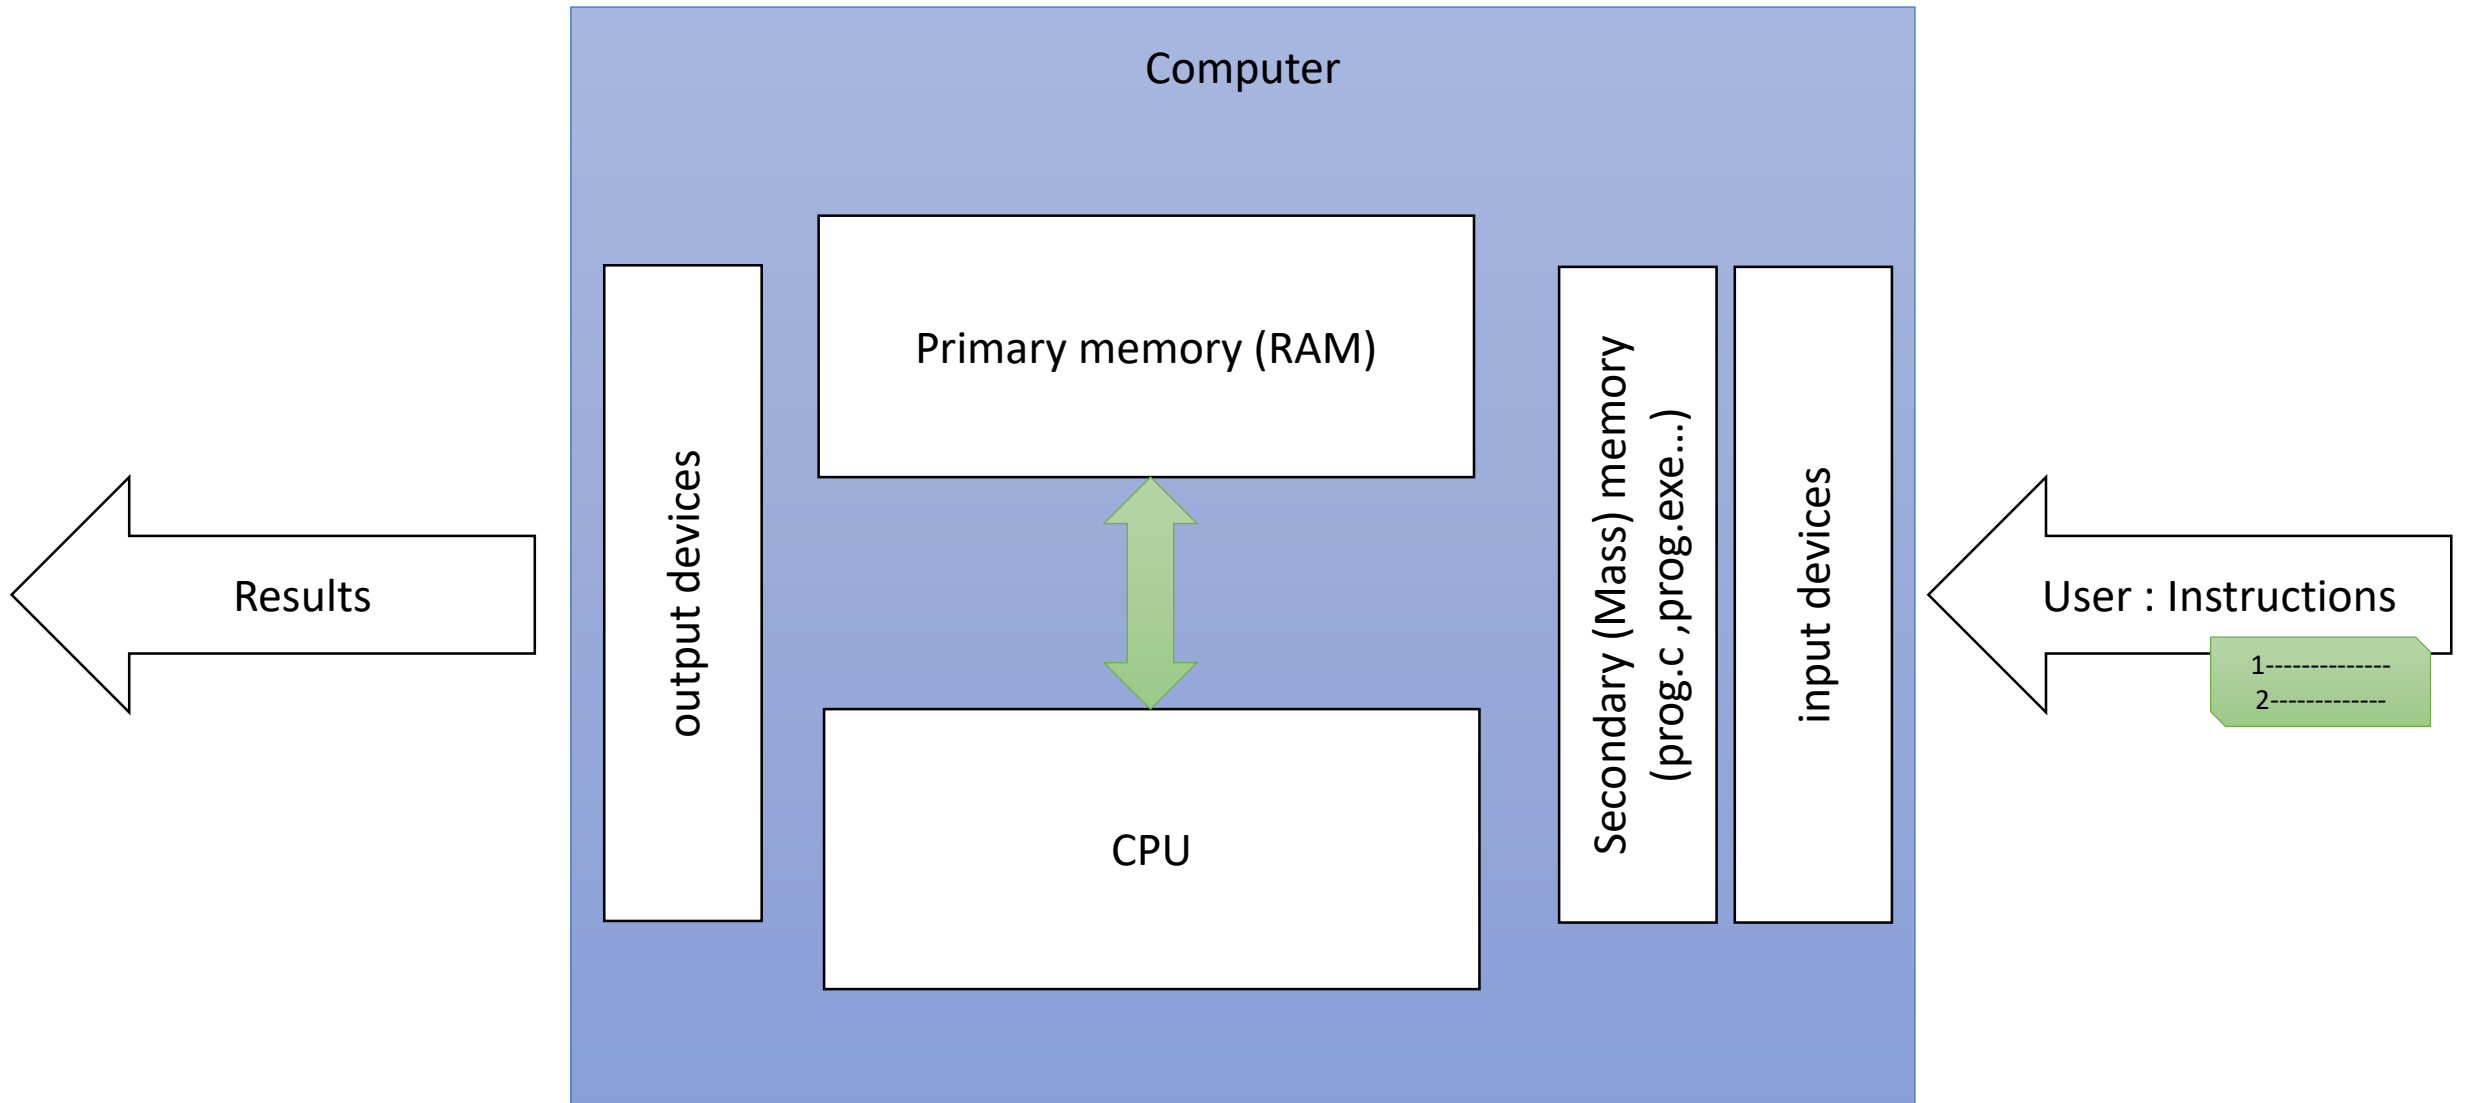 Computer
Primary memory (RAM)
output devices
Secondary (Mass) memory
(prog.c ,prog.exe...)
input devices
Results
User : Instructions
1--------------
2-------------
CPU